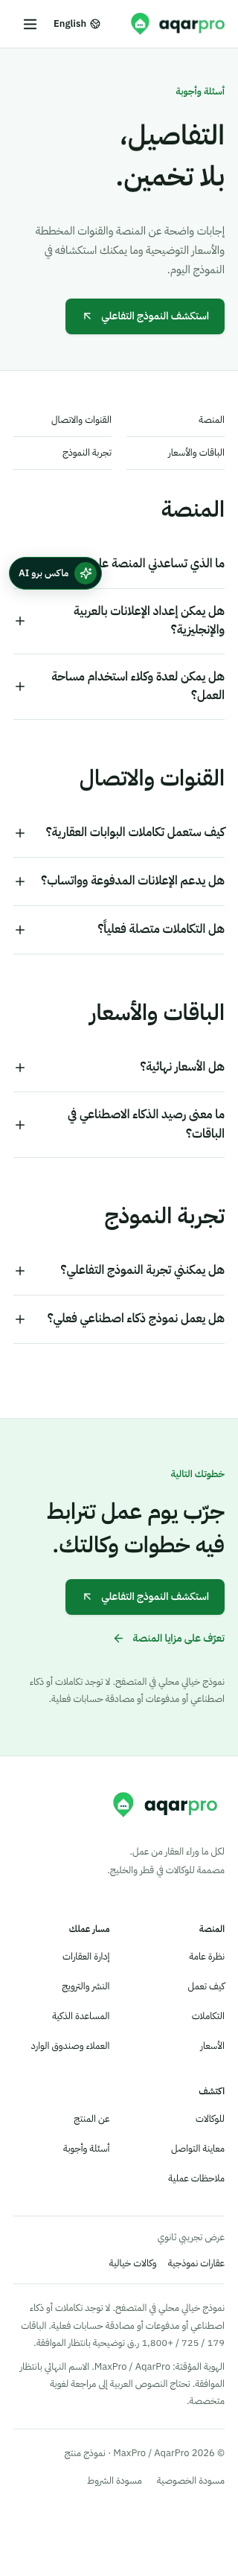 aqarpro
English
أسئلة وأجوبة
التفاصيل،
بلا تخمين.
إجابات واضحة عن المنصة والقنوات المخططة
والأسعار التوضيحية وما يمكنك استكشافه في
النموذج اليوم.
استكشف النموذج التفاعلي
المنصة
القنوات والاتصال
الباقات والأسعار
تجربة النموذج
المنصة
ما الذي تساعدني المنصة
ماكس برو AI
هل يمكن إعداد الإعلانات بالعربية
والإنجليزية؟
هل يمكن لعدة وكلاء استخدام مساحة
العمل؟
القنوات والاتصال
كيف ستعمل تكاملات البوابات العقارية؟
هل يدعم الإعلانات المدفوعة وواتساب؟
هل التكاملات متصلة فعلياً؟
الباقات والأسعار
هل الأسعار نهائية؟
ما معنى رصيد الذكاء الاصطناعي في
الباقات؟
تجربة النموذج
هل يمكنني تجربة النموذج التفاعلي؟
هل يعمل نموذج ذكاء اصطناعي فعلي؟
خطوتك التالية
جرّب يوم عمل تترابط
فيه خطوات وكالتك.
استكشف النموذج التفاعلي
تعرّف على مزايا المنصة
نموذج خيالي محلي في المتصفح. لا توجد تكاملات أو ذكاء
اصطناعي أو مدفوعات أو مصادقة حسابات فعلية.
aqarpro
لكل ما وراء العقار من عمل.
مصممة للوكالات في قطر والخليج.
المنصة
مسار عملك
نظرة عامة
إدارة العقارات
كيف تعمل
النشر والترويج
التكاملات
المساعدة الذكية
الأسعار
العملاء وصندوق الوارد
اكتشف
للوكالات
عن المنتج
معاينة التواصل
أسئلة وأجوبة
ملاحظات عملية
عرض تجريبي ثانوي
عقارات نموذجية
وكالات خيالية
نموذج خيالي محلي في المتصفح. لا توجد تكاملات أو ذكاء
اصطناعي أو مدفوعات أو مصادقة حسابات فعلية. الباقات
179 / 725 / 1,800+ ر.ق توضيحية بانتظار الموافقة.
الهوية المؤقتة: MaxPro / AqarPro. الاسم النهائي بانتظار
الموافقة. تحتاج النصوص العربية إلى مراجعة لغوية
متخصصة.
© 2026 MaxPro / AqarPro · نموذج منتج
مسودة الخصوصية
مسودة الشروط